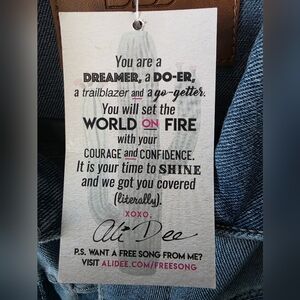 You are a
DREAMER, a DO-ER,
a trailblazer and a go-getter.
You will set the
WORLD ON FIRE
with your
COURAGE and CONFIDENCE.
It is your time to SHINE
and we got you covered
(literally).
XOXO,
Ali Dee
P.S. WANT A FREE SONG FROM ME?
VISIT ALIDEE.COM/FREESONG